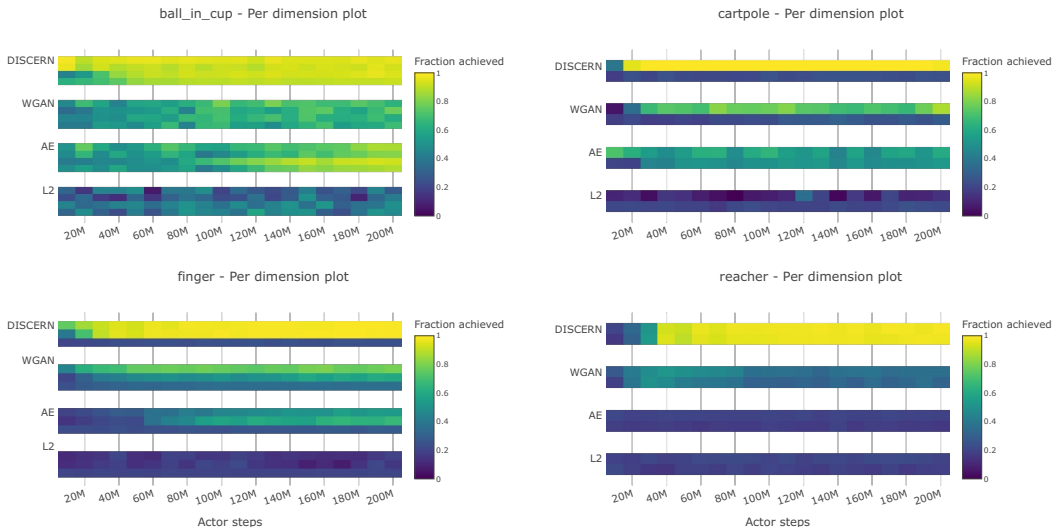 ball_in_cup - Per dimension plot
DISCERN
WGAN
AE
L2
20M 40M 60M 80M 100M 120M 140M 160M 180M 200M
Fraction achieved
1
0.8
0.6
0.4
0.2
0
cartpole - Per dimension plot
DISCERN
WGAN
AE
L2
20M 40M 60M 80M 100M 120M 140M 160M 180M 200M
Fraction achieved
1
0.8
0.6
0.4
0.2
0
finger - Per dimension plot
DISCERN
WGAN
AE
L2
20M 40M 60M 80M 100M 120M 140M 160M 180M 200M
Actor steps
Fraction achieved
1
0.8
0.6
0.4
0.2
0
reacher - Per dimension plot
DISCERN
WGAN
AE
L2
20M 40M 60M 80M 100M 120M 140M 160M 180M 200M
Actor steps
Fraction achieved
1
0.8
0.6
0.4
0.2
0